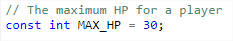 // The maximum HP for a player
const int MAX_HP = 30;